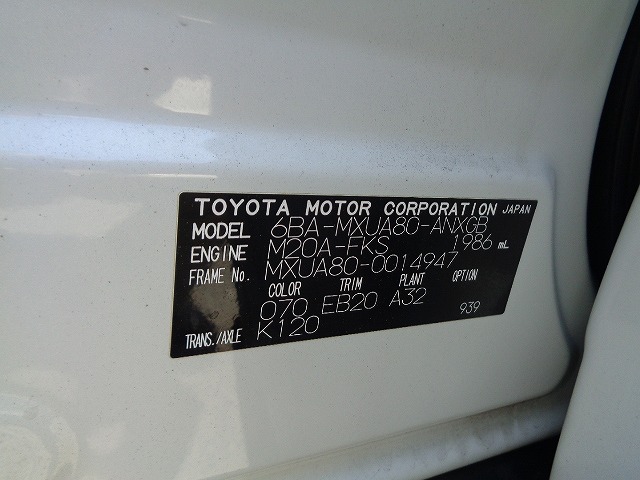 TOYOTA MOTOR CORPORATION JAPAN
MODEL 6BA-MXUA80-ANXGB
ENGINE M20A-FKS 1986 mL
FRAME No. MXUA80-0014947
COLOR TRIM PLANT OPTION
070 EB20 A32 939
TRANS./AXLE K120